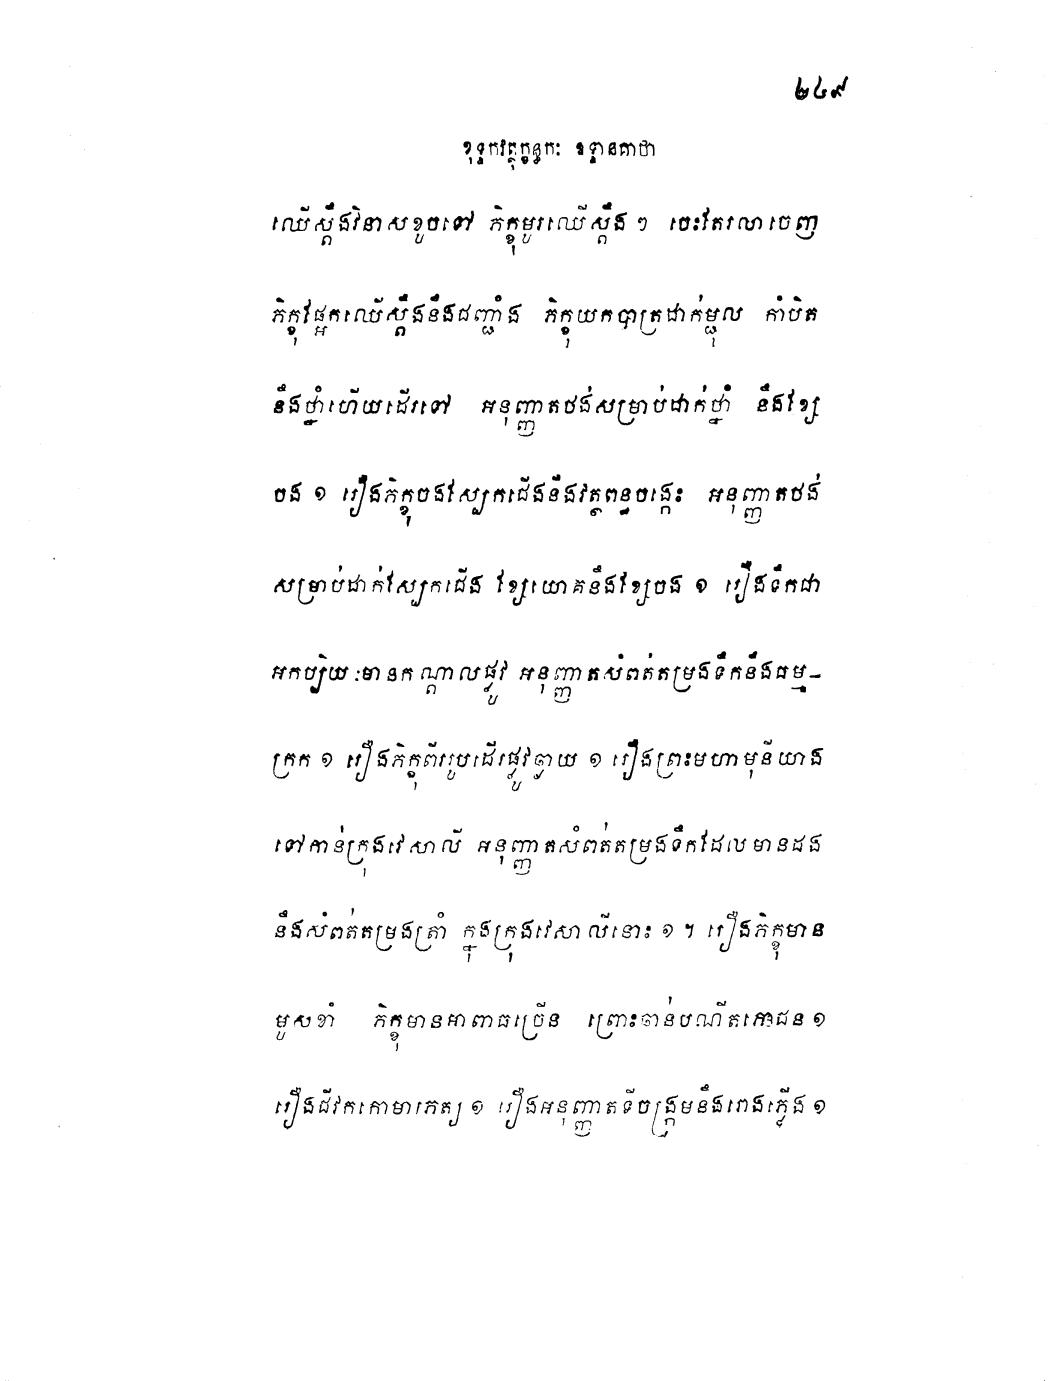 ២៤៩
ខុទ្ទកវត្ថុក្ខន្ធកៈ ឧទ្ទានគាថា
ឈើស្តឹងវិនាសខូចទៅ ភិក្ខុមូរឈើស្តឹង ៗ ចេះតែរលាចេញ
ភិក្ខុផ្អកឈើស្តឹងនឹងជញ្ជាំង ភិក្ខុយកបាត្រដាក់ម្ជុល កាំបិត
នឹងថ្នាំហើយដើរទៅ អនុញ្ញាតថង់សម្រាប់ដាក់ថ្នាំ នឹងខ្សែ
ចង ១ រឿងភិក្ខុចងស្បែកជើងនឹងវត្ថពន្ធចង្កេះ អនុញ្ញាតថង់
សម្រាប់ដាក់ស្បែកជើង ខ្សែយោគនឹងខ្សែចង ១ រឿងទឹកជា
អកប្បិយៈមានកណ្តាលផ្លូវ អនុញ្ញាតសំពត់តម្រងទឹកនឹងធម្ម-
ក្រក ១ រឿងភិក្ខុពីររូបដើរផ្លូវឆ្ងាយ ១ រឿងព្រះមហាមុនីយាង
ទៅកាន់ក្រុងវេសាលី អនុញ្ញាតសំពត់តម្រងទឹកដែលមានដង
នឹងសំពត់តម្រងត្រាំ ក្នុងក្រុងវេសាលីនោះ ១ ។ រឿងភិក្ខុមាន
មូសខាំ ភិក្ខុមានអាពាធច្រើន ព្រោះឆាន់បណីតភោជន ១
រឿងជីវកកោមារភេត្យ ១ រឿងអនុញ្ញាតទីចង្ក្រមនឹងរោងភ្លើង ១